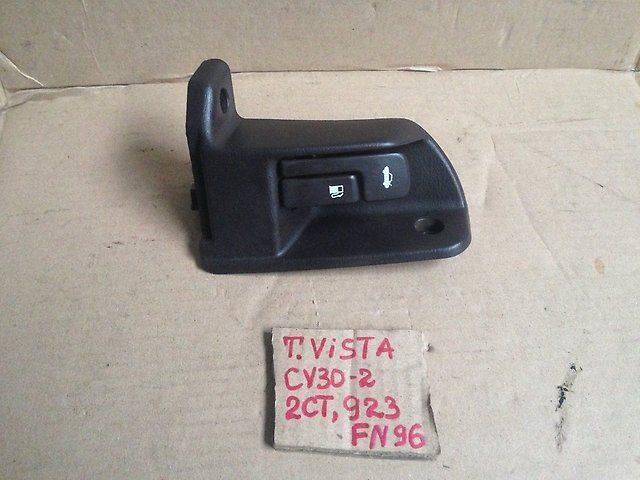 T. ViSTA
CV30-2
2CT, 923
FN96